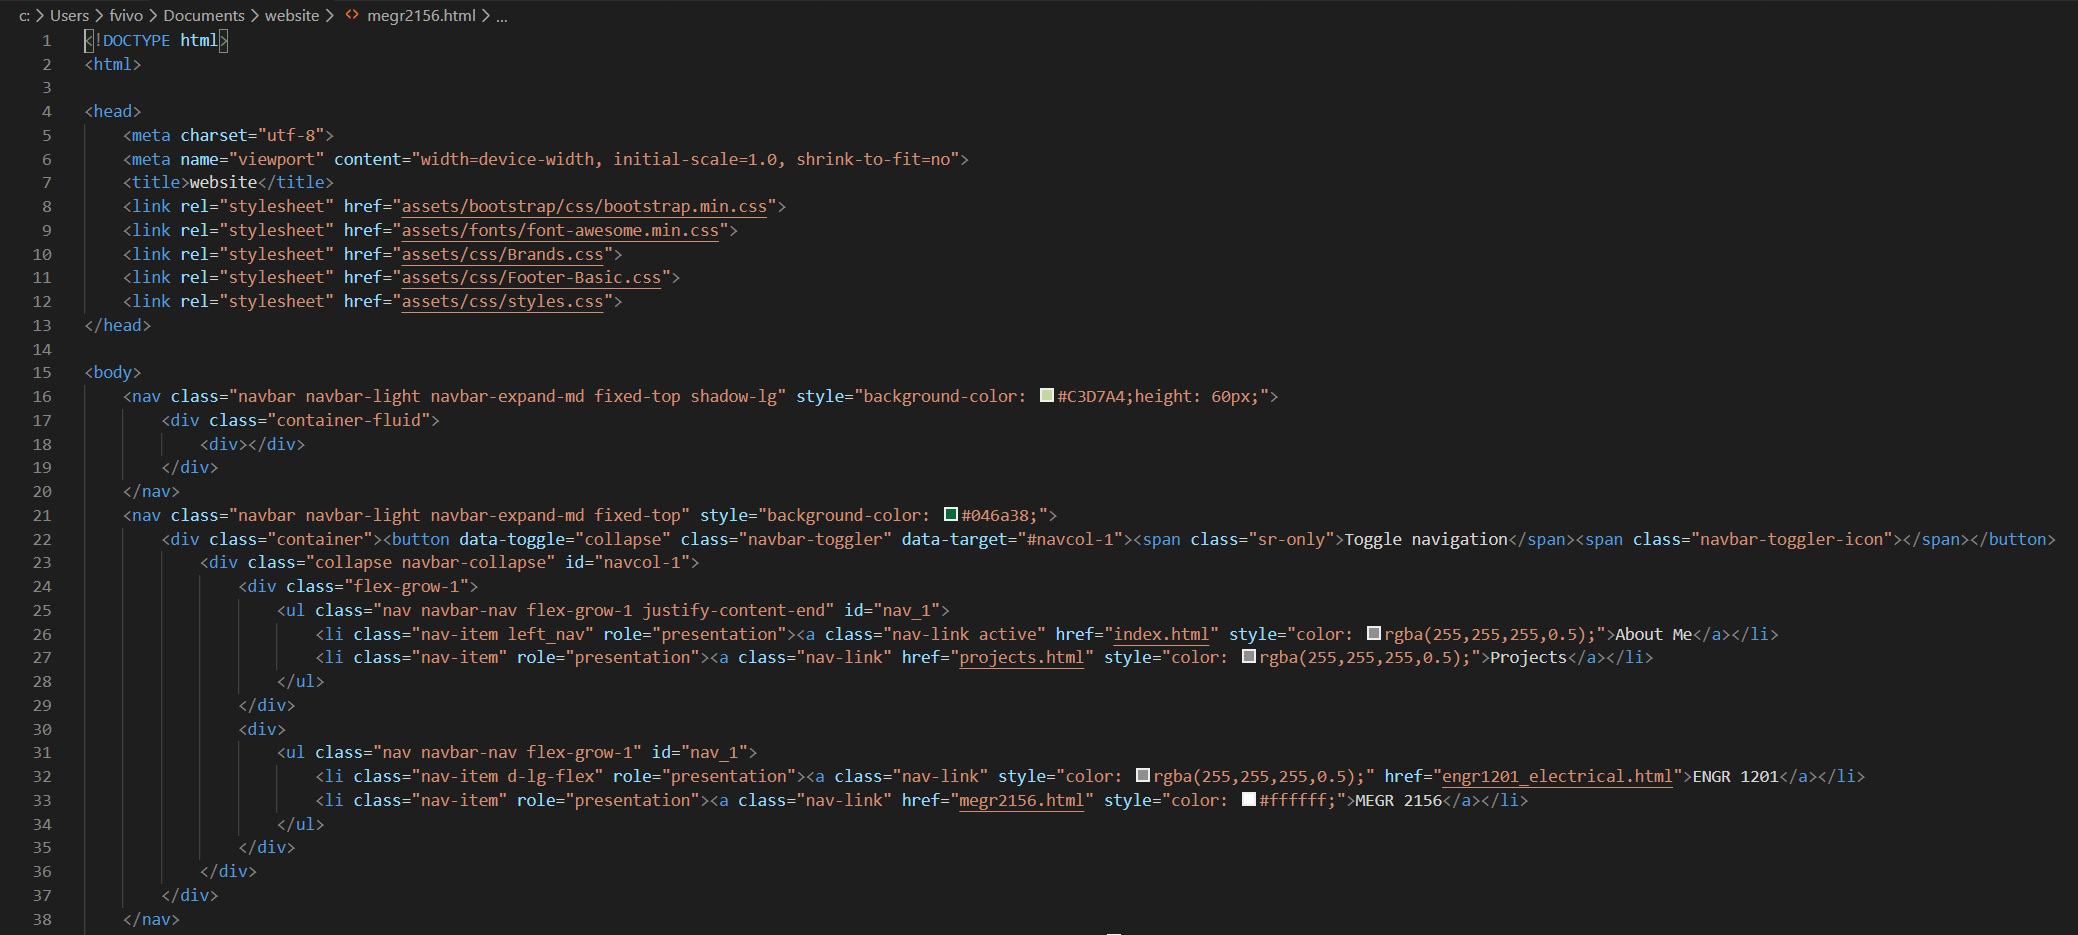 c: > Users > fvivo > Documents > website > <> megr2156.html > ...
1 <!DOCTYPE html>
2 <html>
3
4 <head>
5     <meta charset="utf-8">
6     <meta name="viewport" content="width=device-width, initial-scale=1.0, shrink-to-fit=no">
7     <title>website</title>
8     <link rel="stylesheet" href="assets/bootstrap/css/bootstrap.min.css">
9     <link rel="stylesheet" href="assets/fonts/font-awesome.min.css">
10     <link rel="stylesheet" href="assets/css/Brands.css">
11     <link rel="stylesheet" href="assets/css/Footer-Basic.css">
12     <link rel="stylesheet" href="assets/css/styles.css">
13 </head>
14
15 <body>
16     <nav class="navbar navbar-light navbar-expand-md fixed-top shadow-lg" style="background-color: #C3D7A4;height: 60px;">
17         <div class="container-fluid">
18             <div></div>
19         </div>
20     </nav>
21     <nav class="navbar navbar-light navbar-expand-md fixed-top" style="background-color: #046a38;">
22         <div class="container"><button data-toggle="collapse" class="navbar-toggler" data-target="#navcol-1"><span class="sr-only">Toggle navigation</span><span class="navbar-toggler-icon"></span></button>
23             <div class="collapse navbar-collapse" id="navcol-1">
24                 <div class="flex-grow-1">
25                     <ul class="nav navbar-nav flex-grow-1 justify-content-end" id="nav_1">
26                         <li class="nav-item left_nav" role="presentation"><a class="nav-link active" href="index.html" style="color: rgba(255,255,255,0.5);">About Me</a></li>
27                         <li class="nav-item" role="presentation"><a class="nav-link" href="projects.html" style="color: rgba(255,255,255,0.5);">Projects</a></li>
28                     </ul>
29                 </div>
30                 <div>
31                     <ul class="nav navbar-nav flex-grow-1" id="nav_1">
32                         <li class="nav-item d-lg-flex" role="presentation"><a class="nav-link" style="color: rgba(255,255,255,0.5);" href="engr1201_electrical.html">ENGR 1201</a></li>
33                         <li class="nav-item" role="presentation"><a class="nav-link" href="megr2156.html" style="color: #ffffff;">MEGR 2156</a></li>
34                     </ul>
35                 </div>
36             </div>
37         </div>
38     </nav>